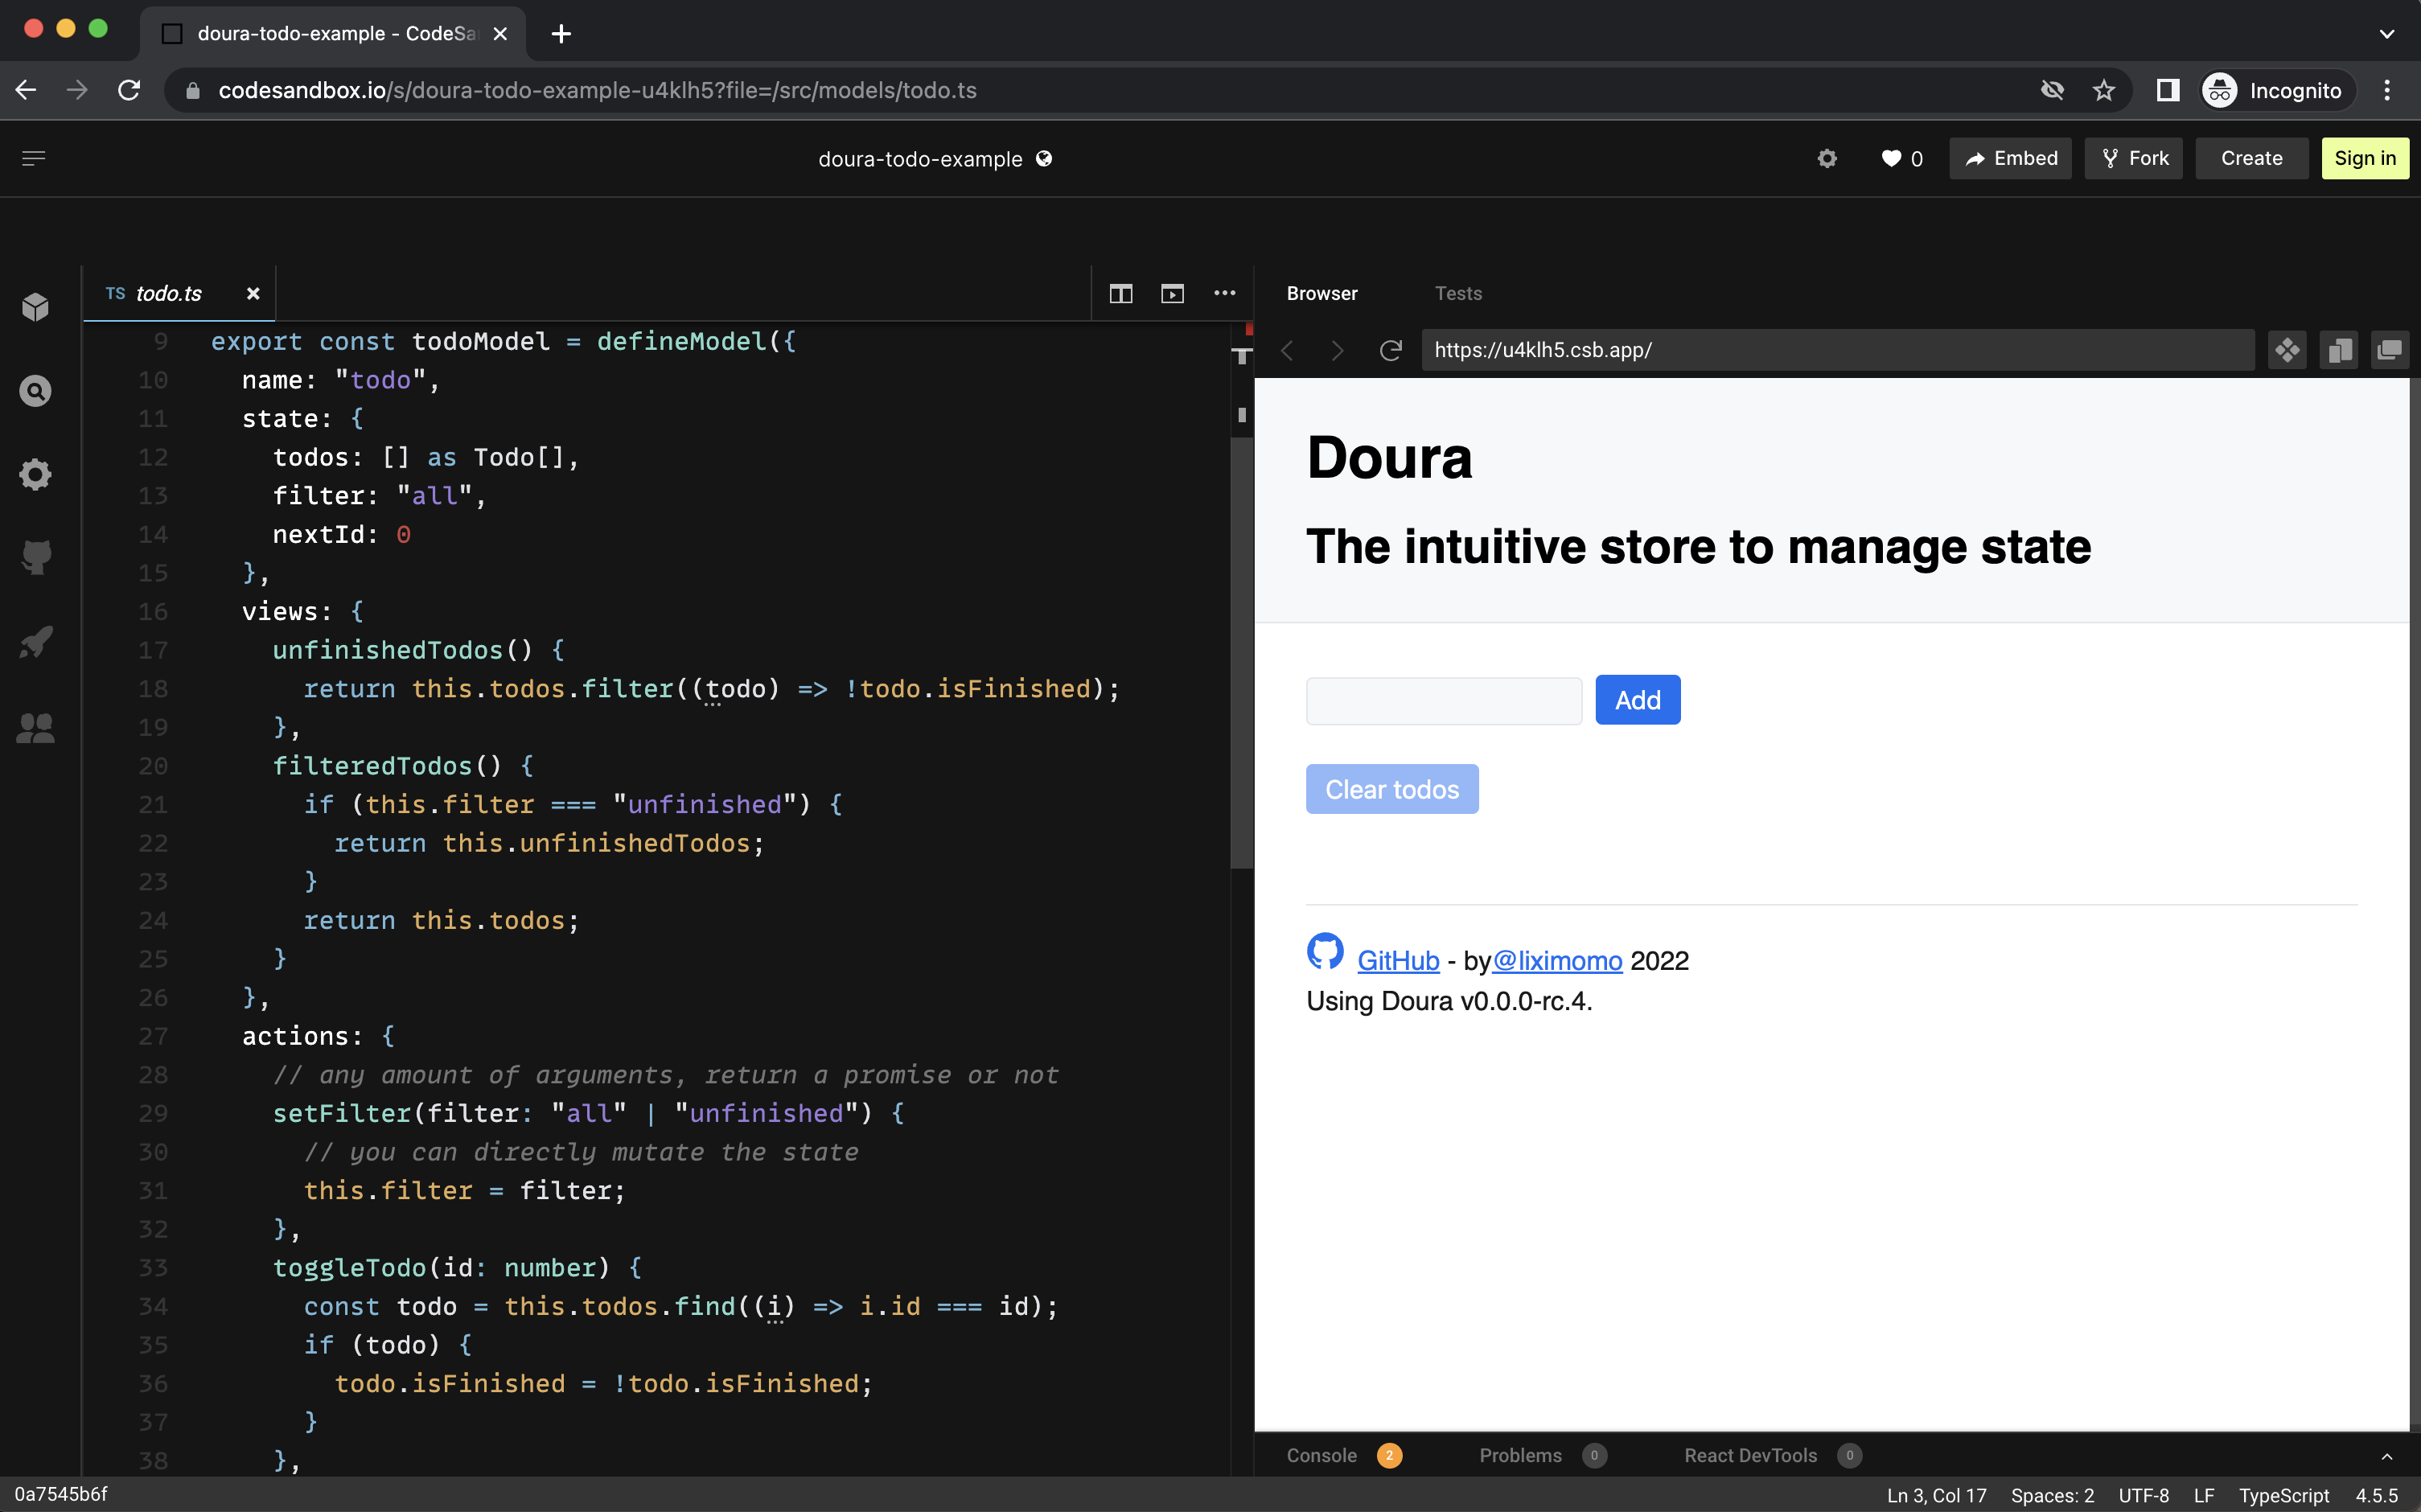 doura-todo-example - CodeSa
codesandbox.io/s/doura-todo-example-u4klh5?file=/src/models/todo.ts
Incognito
doura-todo-example
0
Embed
Fork
Create
Sign in
TS todo.ts
9 export const todoModel = defineModel({
10 name: "todo",
11 state: {
12 todos: [] as Todo[],
13 filter: "all",
14 nextId: 0
15 },
16 views: {
17 unfinishedTodos() {
18 return this.todos.filter((todo) => !todo.isFinished);
19 },
20 filteredTodos() {
21 if (this.filter === "unfinished") {
22 return this.unfinishedTodos;
23 }
24 return this.todos;
25 }
26 },
27 actions: {
28 // any amount of arguments, return a promise or not
29 setFilter(filter: "all" | "unfinished") {
30 // you can directly mutate the state
31 this.filter = filter;
32 },
33 toggleTodo(id: number) {
34 const todo = this.todos.find((i) => i.id === id);
35 if (todo) {
36 todo.isFinished = !todo.isFinished;
37 }
38 },
Browser
Tests
https://u4klh5.csb.app/
Doura
The intuitive store to manage state
Add
Clear todos
GitHub - by@liximomo 2022
Using Doura v0.0.0-rc.4.
Console 2
Problems 0
React DevTools 0
0a7545b6f
Ln 3, Col 17
Spaces: 2
UTF-8
LF
TypeScript
4.5.5